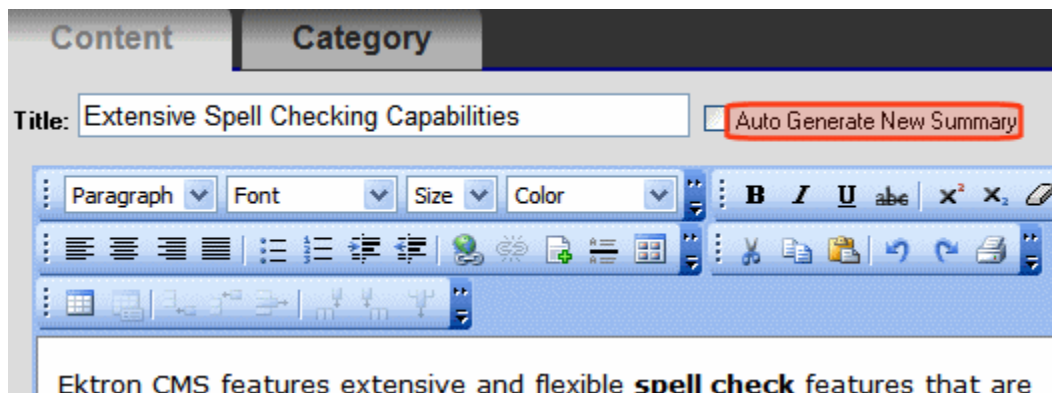 Content Category
Title: Extensive Spell Checking Capabilities Auto Generate New Summary
Paragraph Font Size Color B I U abc x² x₂
Ektron CMS features extensive and flexible spell check features that are